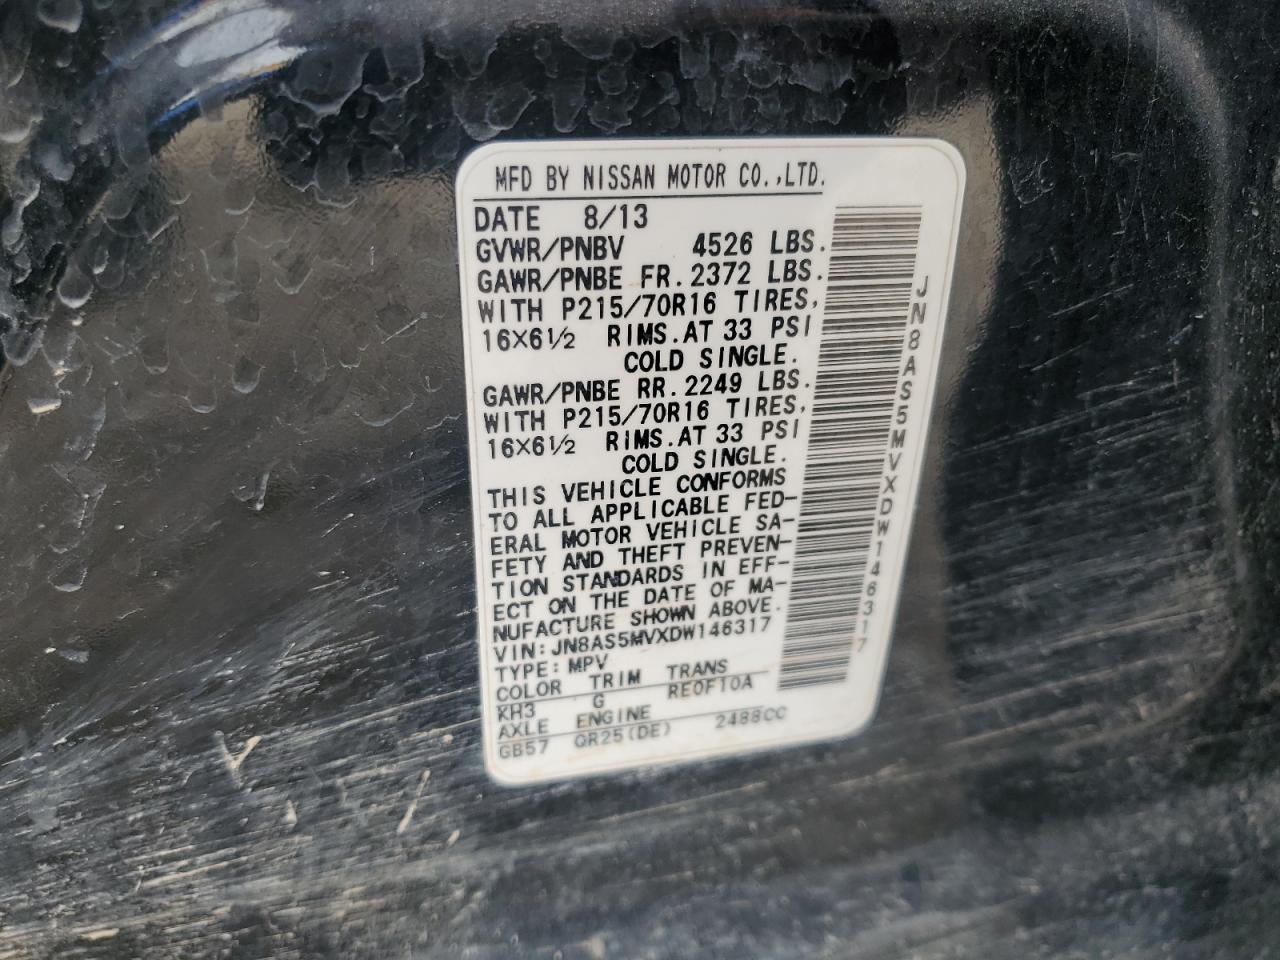 MFD BY NISSAN MOTOR CO.,LTD.
DATE 8/13
GVWR/PNBV 4526 LBS.
GAWR/PNBE FR. 2372 LBS.
WITH P215/70R16 TIRES,
16×6½ RIMS. AT 33 PSI
COLD SINGLE.
GAWR/PNBE RR. 2249 LBS.
WITH P215/70R16 TIRES,
16×6½ RIMS. AT 33 PSI
COLD SINGLE.
THIS VEHICLE CONFORMS
TO ALL APPLICABLE FED-
ERAL MOTOR VEHICLE SA-
FETY AND THEFT PREVEN-
TION STANDARDS IN EFF-
ECT ON THE DATE OF MA-
NUFACTURE SHOWN ABOVE.
VIN: JN8AS5MVXDW146317
TYPE: MPV
COLOR TRIM TRANS
KH3 G RE0F10A
AXLE ENGINE
GB57 QR25(DE) 2488CC
JN8AS5MVXDW146317